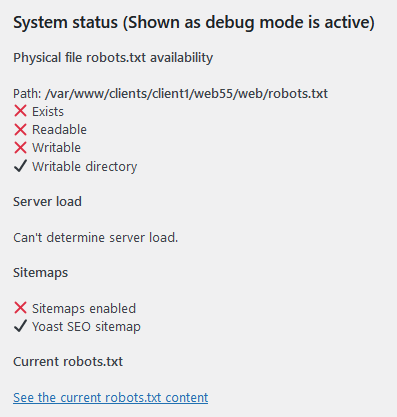 System status (Shown as debug mode is active)
Physical file robots.txt availability
Path: /var/www/clients/client1/web55/web/robots.txt
❌ Exists
❌ Readable
❌ Writable
✔ Writable directory
Server load
Can't determine server load.
Sitemaps
❌ Sitemaps enabled
✔ Yoast SEO sitemap
Current robots.txt
See the current robots.txt content